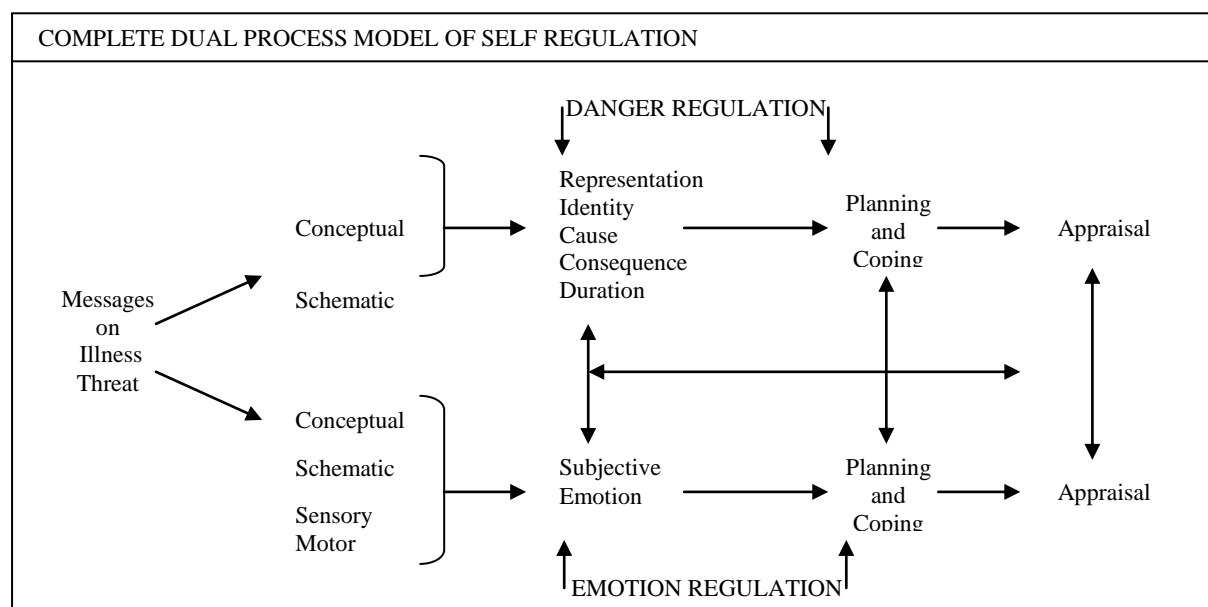 COMPLETE DUAL PROCESS MODEL OF SELF REGULATION
DANGER REGULATION
Messages
on
Illness
Threat
Conceptual
Schematic
Representation
Identity
Cause
Consequence
Duration
Planning
and
Coping
Appraisal
Conceptual
Schematic
Sensory
Motor
Subjective
Emotion
Planning
and
Coping
Appraisal
EMOTION REGULATION